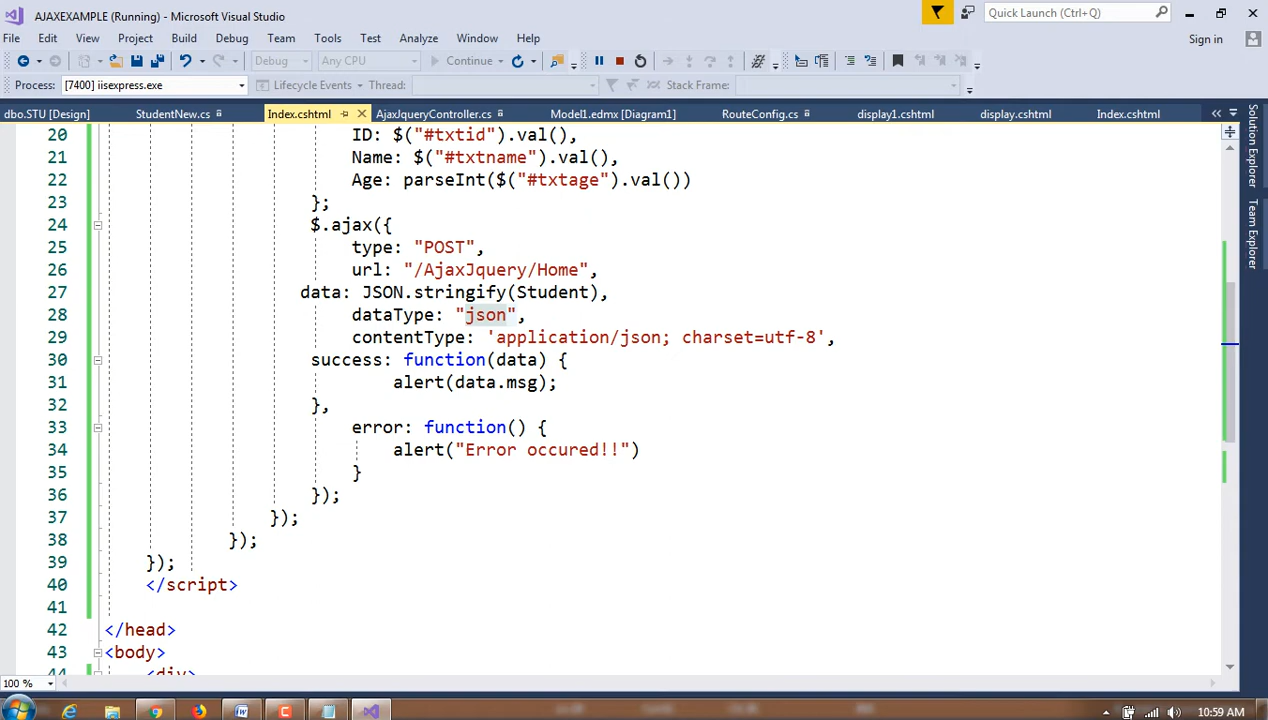 AJAXEXAMPLE (Running) - Microsoft Visual Studio
Quick Launch (Ctrl+Q)
File Edit View Project Build Debug Team Tools Test Analyze Window Help
Sign in
Debug Any CPU Continue
Process: [7400] iisexpress.exe Lifecycle Events Thread: Stack Frame:
dbo.STU [Design] StudentNew.cs Index.cshtml AjaxJqueryController.cs Model1.edmx [Diagram1] RouteConfig.cs display1.cshtml display.cshtml Index.cshtml
Solution Explorer
Team Explorer
20 ID: $("#txtid").val(),
21 Name: $("#txtname").val(),
22 Age: parseInt($("#txtage").val())
23 };
24 $.ajax({
25 type: "POST",
26 url: "/AjaxJquery/Home",
27 data: JSON.stringify(Student),
28 dataType: "json",
29 contentType: 'application/json; charset=utf-8',
30 success: function(data) {
31 alert(data.msg);
32 },
33 error: function() {
34 alert("Error occured!!")
35 }
36 });
37 });
38 });
39 });
40 </script>
41
42 </head>
43 <body>
44 <div>
100 %
10:59 AM